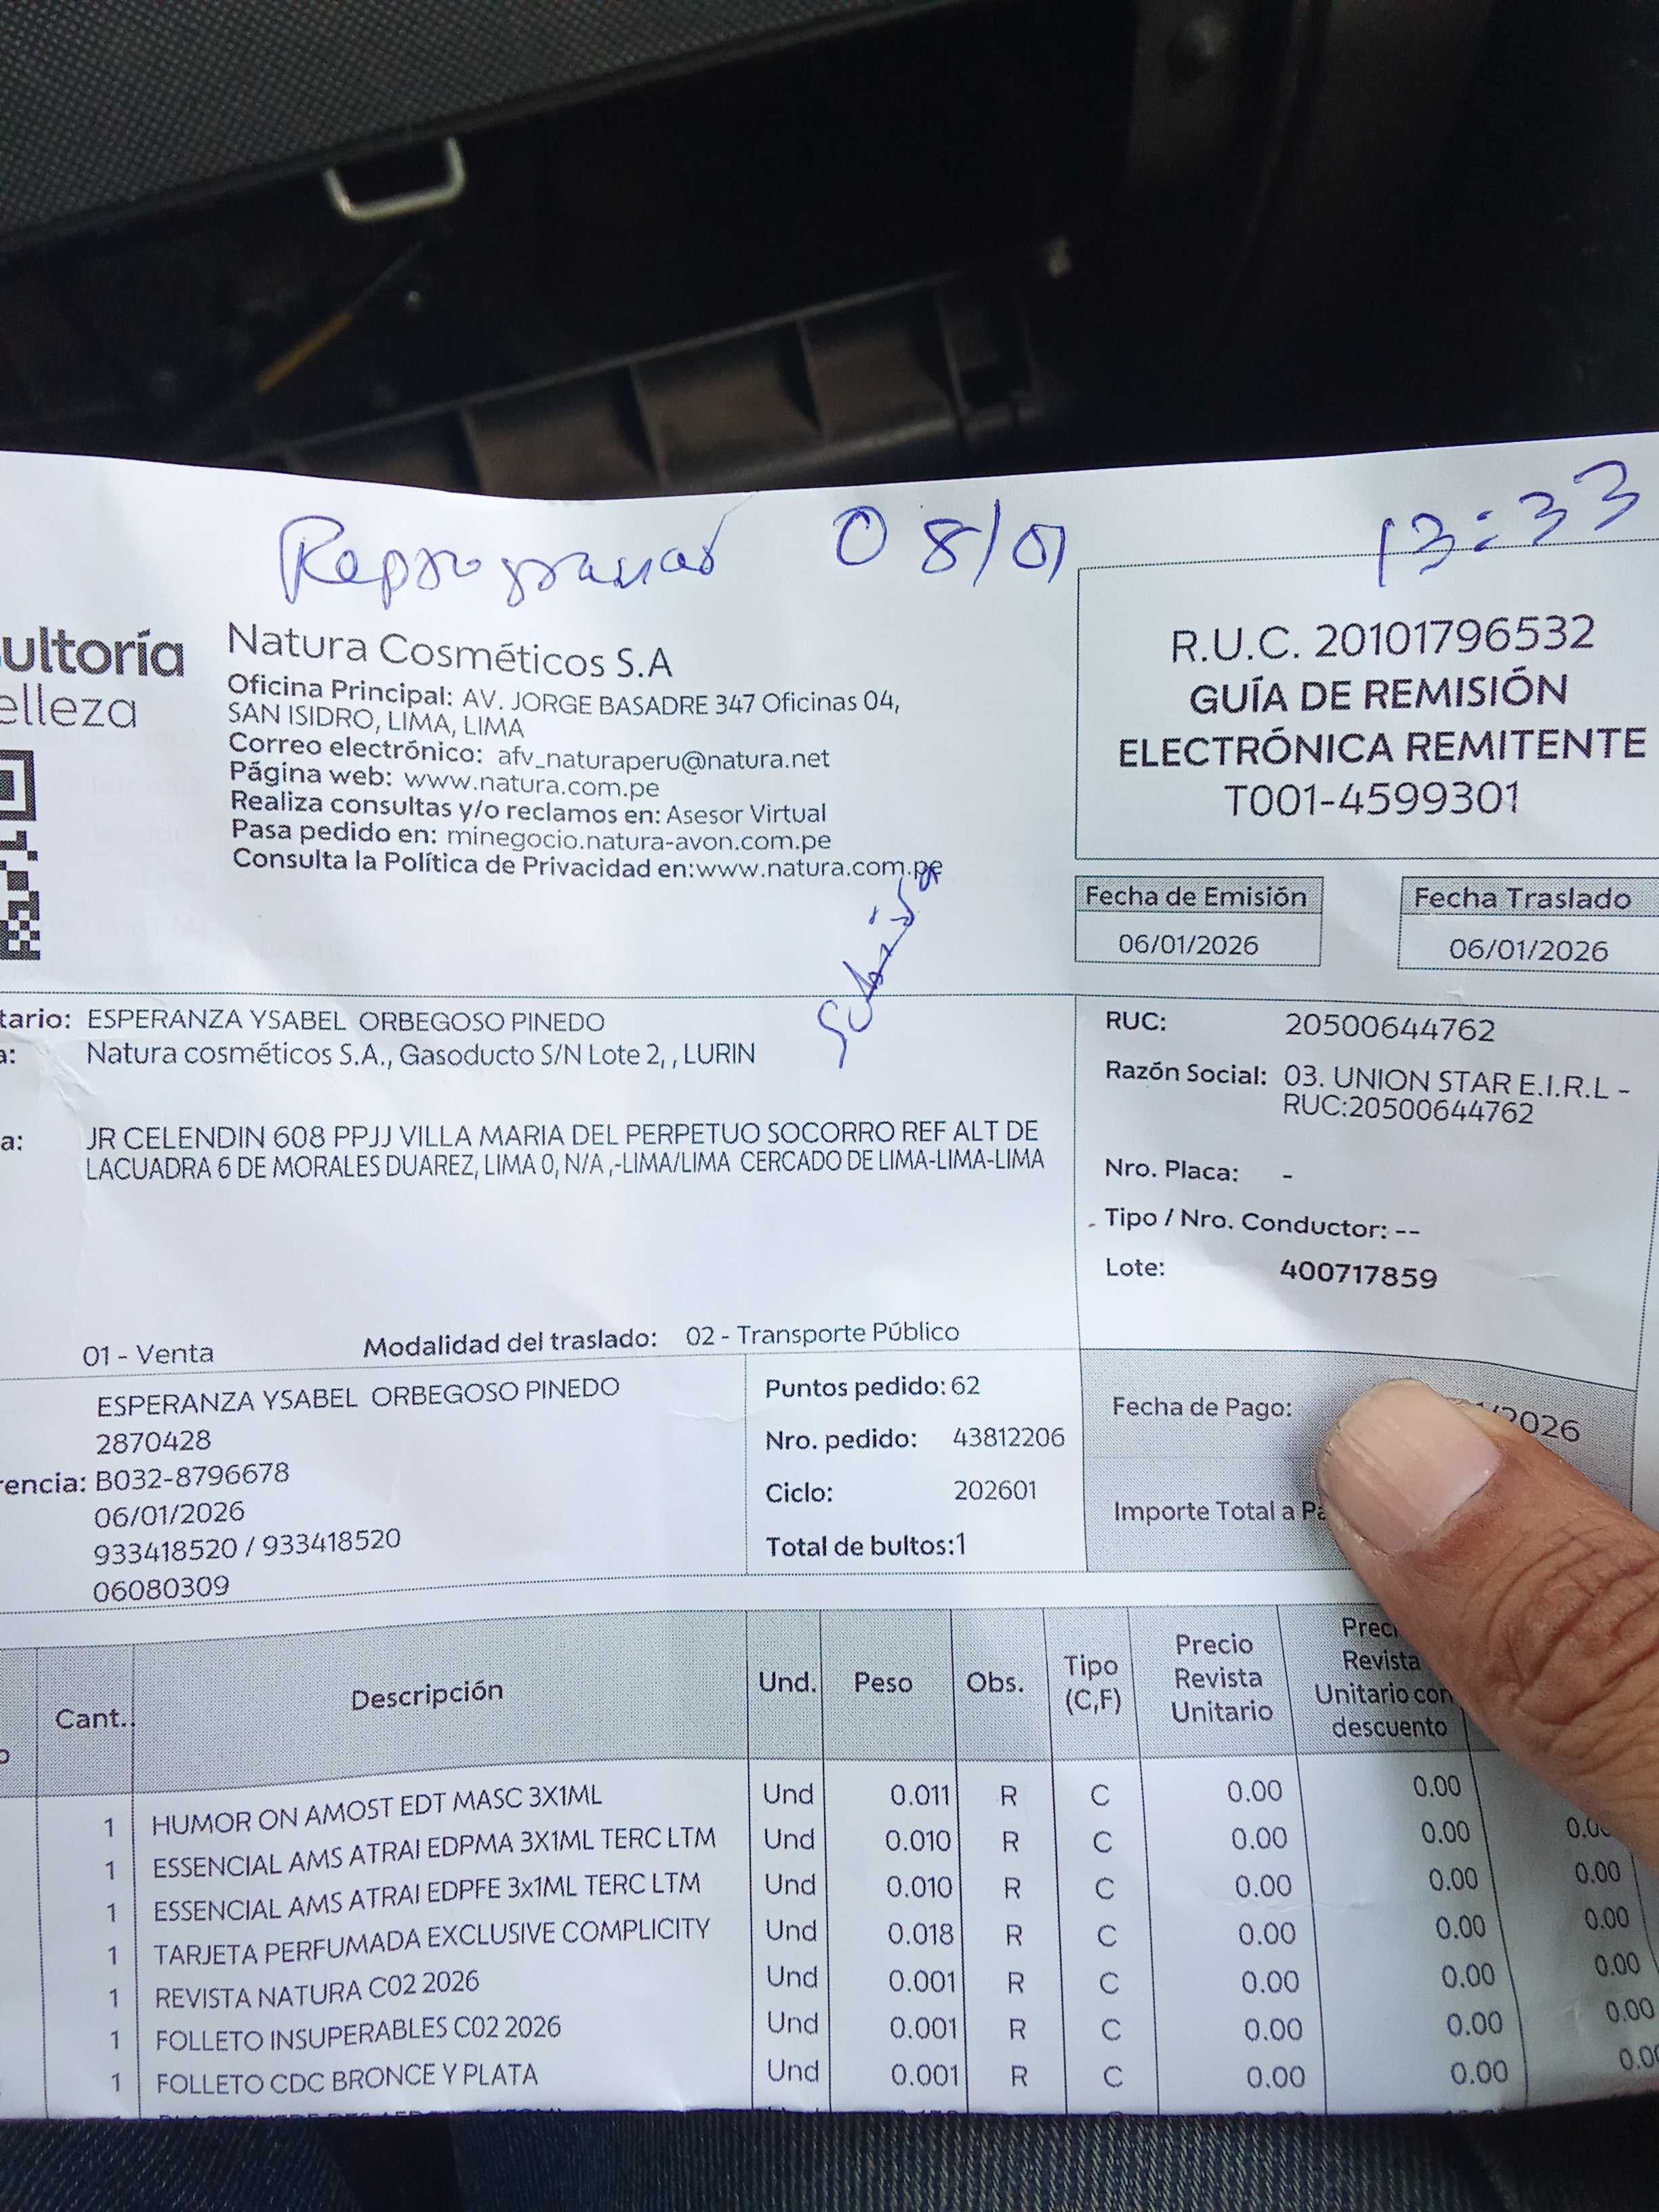 Reprogramar 08/01 13:33
ultoría
elleza
Natura Cosméticos S.A
Oficina Principal: AV. JORGE BASADRE 347 Oficinas 04,
SAN ISIDRO, LIMA, LIMA
Correo electrónico: afv_naturaperu@natura.net
Página web: www.natura.com.pe
Realiza consultas y/o reclamos en: Asesor Virtual
Pasa pedido en: minegocio.natura-avon.com.pe
Consulta la Política de Privacidad en:www.natura.com.pe
R.U.C. 20101796532
GUÍA DE REMISIÓN
ELECTRÓNICA REMITENTE
T001-4599301
Fecha de Emisión
06/01/2026
Fecha Traslado
06/01/2026
tario: ESPERANZA YSABEL ORBEGOSO PINEDO
a: Natura cosméticos S.A., Gasoducto S/N Lote 2, , LURIN
a: JR CELENDIN 608 PPJJ VILLA MARIA DEL PERPETUO SOCORRO REF ALT DE
LACUADRA 6 DE MORALES DUAREZ, LIMA 0, N/A ,-LIMA/LIMA CERCADO DE LIMA-LIMA-LIMA
RUC: 20500644762
Razón Social: 03. UNION STAR E.I.R.L -
RUC:20500644762
Nro. Placa: -
Tipo / Nro. Conductor: --
Lote: 400717859
01 - Venta Modalidad del traslado: 02 - Transporte Público
ESPERANZA YSABEL ORBEGOSO PINEDO
2870428
rencia: B032-8796678
06/01/2026
933418520 / 933418520
06080309
Puntos pedido: 62
Nro. pedido: 43812206
Ciclo: 202601
Total de bultos:1
Fecha de Pago: /2026
Importe Total a Pa
Cant. Descripción Und. Peso Obs. Tipo (C,F) Precio Revista Unitario Preci Revista Unitario con descuento
1 HUMOR ON AMOST EDT MASC 3X1ML Und 0.011 R C 0.00 0.00
1 ESSENCIAL AMS ATRAI EDPMA 3X1ML TERC LTM Und 0.010 R C 0.00 0.00 0.00
1 ESSENCIAL AMS ATRAI EDPFE 3x1ML TERC LTM Und 0.010 R C 0.00 0.00 0.00
1 TARJETA PERFUMADA EXCLUSIVE COMPLICITY Und 0.018 R C 0.00 0.00 0.00
1 REVISTA NATURA C02 2026 Und 0.001 R C 0.00 0.00 0.00
1 FOLLETO INSUPERABLES C02 2026 Und 0.001 R C 0.00 0.00 0.00
1 FOLLETO CDC BRONCE Y PLATA Und 0.001 R C 0.00 0.00 0.00